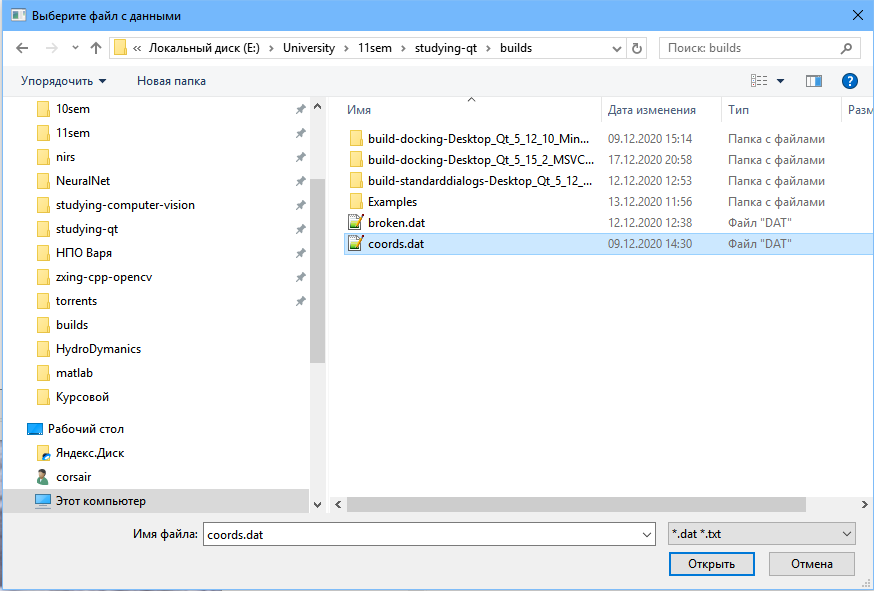 Выберите файл с данными
« Локальный диск (E:) › University › 11sem › studying-qt › builds
Поиск: builds
Упорядочить
Новая папка
?
10sem
11sem
nirs
NeuralNet
studying-computer-vision
studying-qt
НПО Варя
zxing-cpp-opencv
torrents
builds
HydroDymanics
matlab
Курсовой
Рабочий стол
Яндекс.Диск
corsair
Этот компьютер
Имя Дата изменения Тип Разм
build-docking-Desktop_Qt_5_12_10_Min... 09.12.2020 15:14 Папка с файлами
build-docking-Desktop_Qt_5_15_2_MSVC... 17.12.2020 20:58 Папка с файлами
build-standarddialogs-Desktop_Qt_5_12_... 12.12.2020 12:53 Папка с файлами
Examples 13.12.2020 11:56 Папка с файлами
broken.dat 12.12.2020 12:38 Файл "DAT"
coords.dat 09.12.2020 14:30 Файл "DAT"
Имя файла: coords.dat
*.dat *.txt
Открыть
Отмена